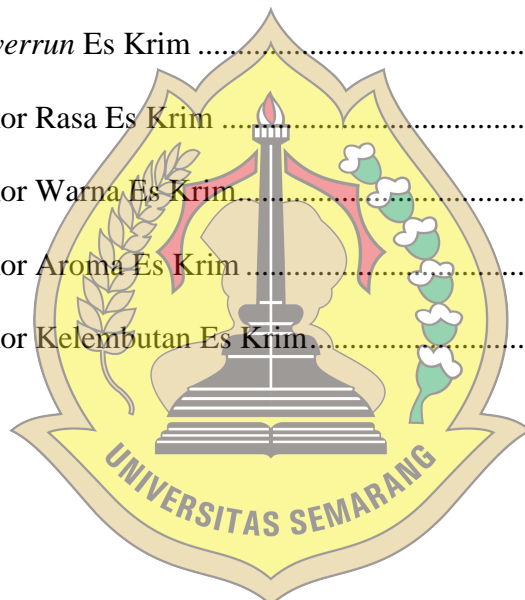 verrun Es Krim ..........................................
or Rasa Es Krim ......................................
or Warna Es Krim....................................
or Aroma Es Krim ...................................
or Kelembutan Es Krim...........................
UNIVERSITAS SEMARANG